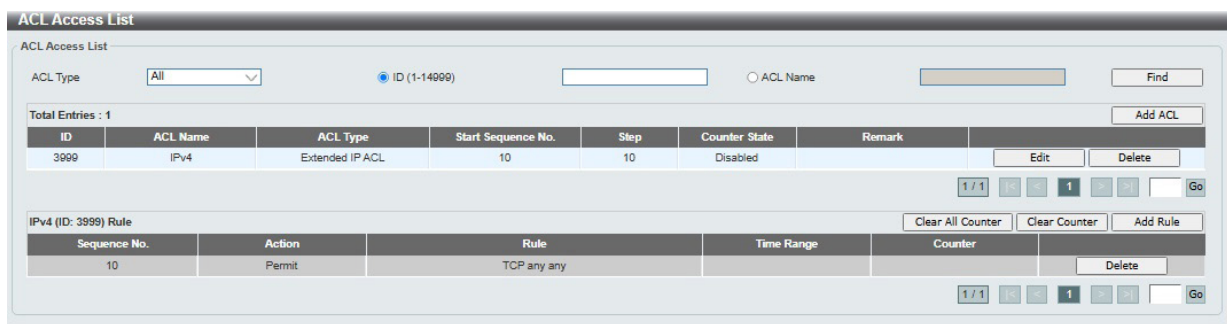 ACL Access List
ACL Access List
ACL Type All ID (1-14999) ACL Name Find
Total Entries : 1 Add ACL
ID ACL Name ACL Type Start Sequence No. Step Counter State Remark
3999 IPv4 Extended IP ACL 10 10 Disabled Edit Delete
1 / 1 |< < 1 > >| Go
IPv4 (ID: 3999) Rule Clear All Counter Clear Counter Add Rule
Sequence No. Action Rule Time Range Counter
10 Permit TCP any any Delete
1 / 1 |< < 1 > >| Go